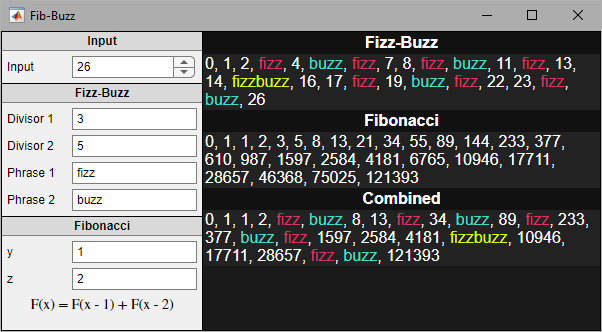 Fib-Buzz
Input
Input 26
Fizz-Buzz
Divisor 1 3
Divisor 2 5
Phrase 1 fizz
Phrase 2 buzz
Fibonacci
y 1
z 2
F(x) = F(x - 1) + F(x - 2)
Fizz-Buzz
0, 1, 2, fizz, 4, buzz, fizz, 7, 8, fizz, buzz, 11, fizz, 13,
14, fizzbuzz, 16, 17, fizz, 19, buzz, fizz, 22, 23, fizz,
buzz, 26
Fibonacci
0, 1, 1, 2, 3, 5, 8, 13, 21, 34, 55, 89, 144, 233, 377,
610, 987, 1597, 2584, 4181, 6765, 10946, 17711,
28657, 46368, 75025, 121393
Combined
0, 1, 1, 2, fizz, buzz, 8, 13, fizz, 34, buzz, 89, fizz, 233,
377, buzz, fizz, 1597, 2584, 4181, fizzbuzz, 10946,
17711, 28657, fizz, buzz, 121393